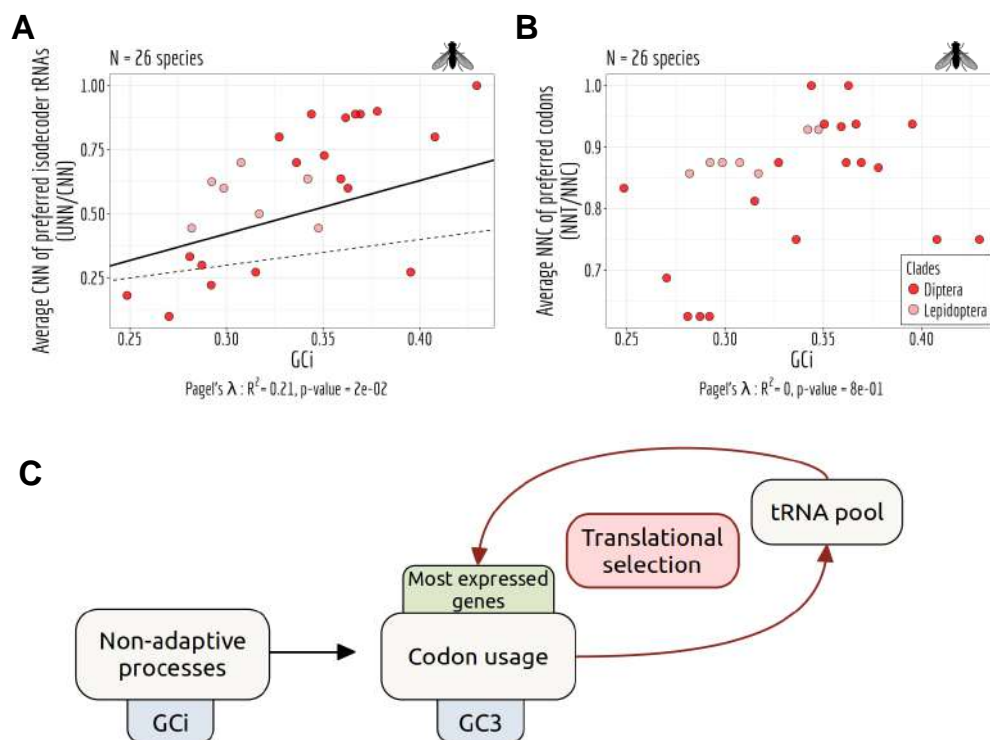 A
N = 26 species
Average CNN of preferred isodecoder tRNAs
(UNN/CNN)
1.00
0.75
0.50
0.25
0.25
0.30
0.35
0.40
GCi
Pagel's λ : R² = 0.21, p-value = 2e-02
B
N = 26 species
Average NNC of preferred codons
(NNT/NNC)
1.0
0.9
0.8
0.7
0.25
0.30
0.35
0.40
GCi
Clades
Diptera
Lepidoptera
Pagel's λ : R² = 0, p-value = 8e-01
C
tRNA pool
Translational
selection
Most expressed
genes
Non-adaptive
processes
Codon usage
GCi
GC3